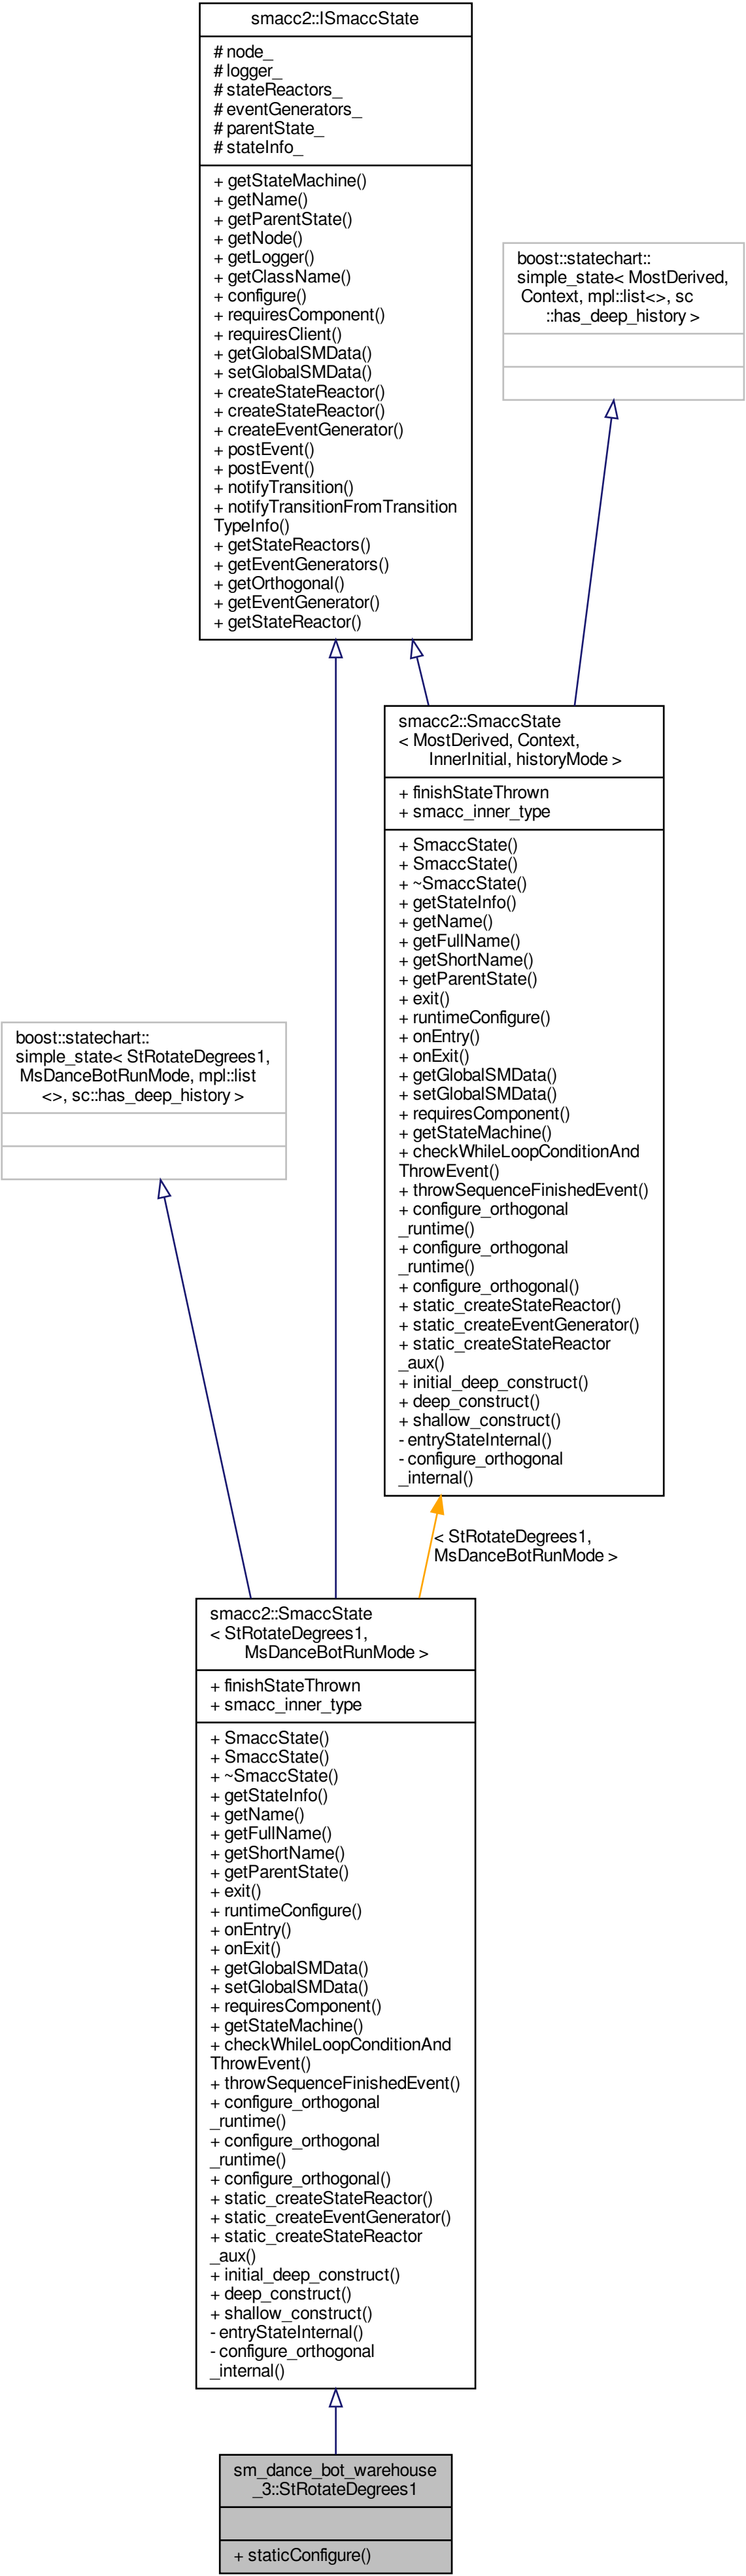 smacc2::ISmaccState
# node_
# logger_
# stateReactors_
# eventGenerators_
# parentState_
# stateInfo_
+ getStateMachine()
+ getName()
+ getParentState()
+ getNode()
+ getLogger()
+ getClassName()
+ configure()
+ requiresComponent()
+ requiresClient()
+ getGlobalSMData()
+ setGlobalSMData()
+ createStateReactor()
+ createStateReactor()
+ createEventGenerator()
+ postEvent()
+ postEvent()
+ notifyTransition()
+ notifyTransitionFromTransition
TypeInfo()
+ getStateReactors()
+ getEventGenerators()
+ getOrthogonal()
+ getEventGenerator()
+ getStateReactor()
boost::statechart::
simple_state< MostDerived,
Context, mpl::list<>, sc
::has_deep_history >
smacc2::SmaccState
< MostDerived, Context,
InnerInitial, historyMode >
+ finishStateThrown
+ smacc_inner_type
+ SmaccState()
+ SmaccState()
+ ~SmaccState()
+ getStateInfo()
+ getName()
+ getFullName()
+ getShortName()
+ getParentState()
+ exit()
+ runtimeConfigure()
+ onEntry()
+ onExit()
+ getGlobalSMData()
+ setGlobalSMData()
+ requiresComponent()
+ getStateMachine()
+ checkWhileLoopConditionAnd
ThrowEvent()
+ throwSequenceFinishedEvent()
+ configure_orthogonal
_runtime()
+ configure_orthogonal
_runtime()
+ configure_orthogonal()
+ static_createStateReactor()
+ static_createEventGenerator()
+ static_createStateReactor
_aux()
+ initial_deep_construct()
+ deep_construct()
+ shallow_construct()
- entryStateInternal()
- configure_orthogonal
_internal()
boost::statechart::
simple_state< StRotateDegrees1,
MsDanceBotRunMode, mpl::list
<>, sc::has_deep_history >
< StRotateDegrees1,
MsDanceBotRunMode >
smacc2::SmaccState
< StRotateDegrees1,
MsDanceBotRunMode >
+ finishStateThrown
+ smacc_inner_type
+ SmaccState()
+ SmaccState()
+ ~SmaccState()
+ getStateInfo()
+ getName()
+ getFullName()
+ getShortName()
+ getParentState()
+ exit()
+ runtimeConfigure()
+ onEntry()
+ onExit()
+ getGlobalSMData()
+ setGlobalSMData()
+ requiresComponent()
+ getStateMachine()
+ checkWhileLoopConditionAnd
ThrowEvent()
+ throwSequenceFinishedEvent()
+ configure_orthogonal
_runtime()
+ configure_orthogonal
_runtime()
+ configure_orthogonal()
+ static_createStateReactor()
+ static_createEventGenerator()
+ static_createStateReactor
_aux()
+ initial_deep_construct()
+ deep_construct()
+ shallow_construct()
- entryStateInternal()
- configure_orthogonal
_internal()
sm_dance_bot_warehouse
_3::StRotateDegrees1
+ staticConfigure()